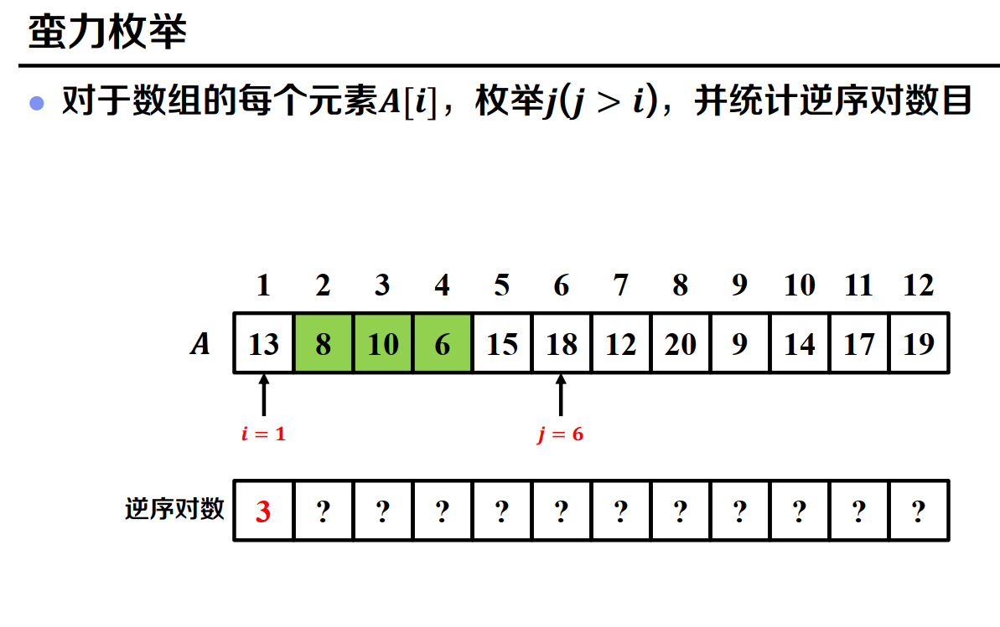 蛮力枚举
对于数组的每个元素A[i]，枚举j(j > i)，并统计逆序对数目
1 2 3 4 5 6 7 8 9 10 11 12
A 13 8 10 6 15 18 12 20 9 14 17 19
i = 1 j = 6
逆序对数 3 ? ? ? ? ? ? ? ? ? ? ?